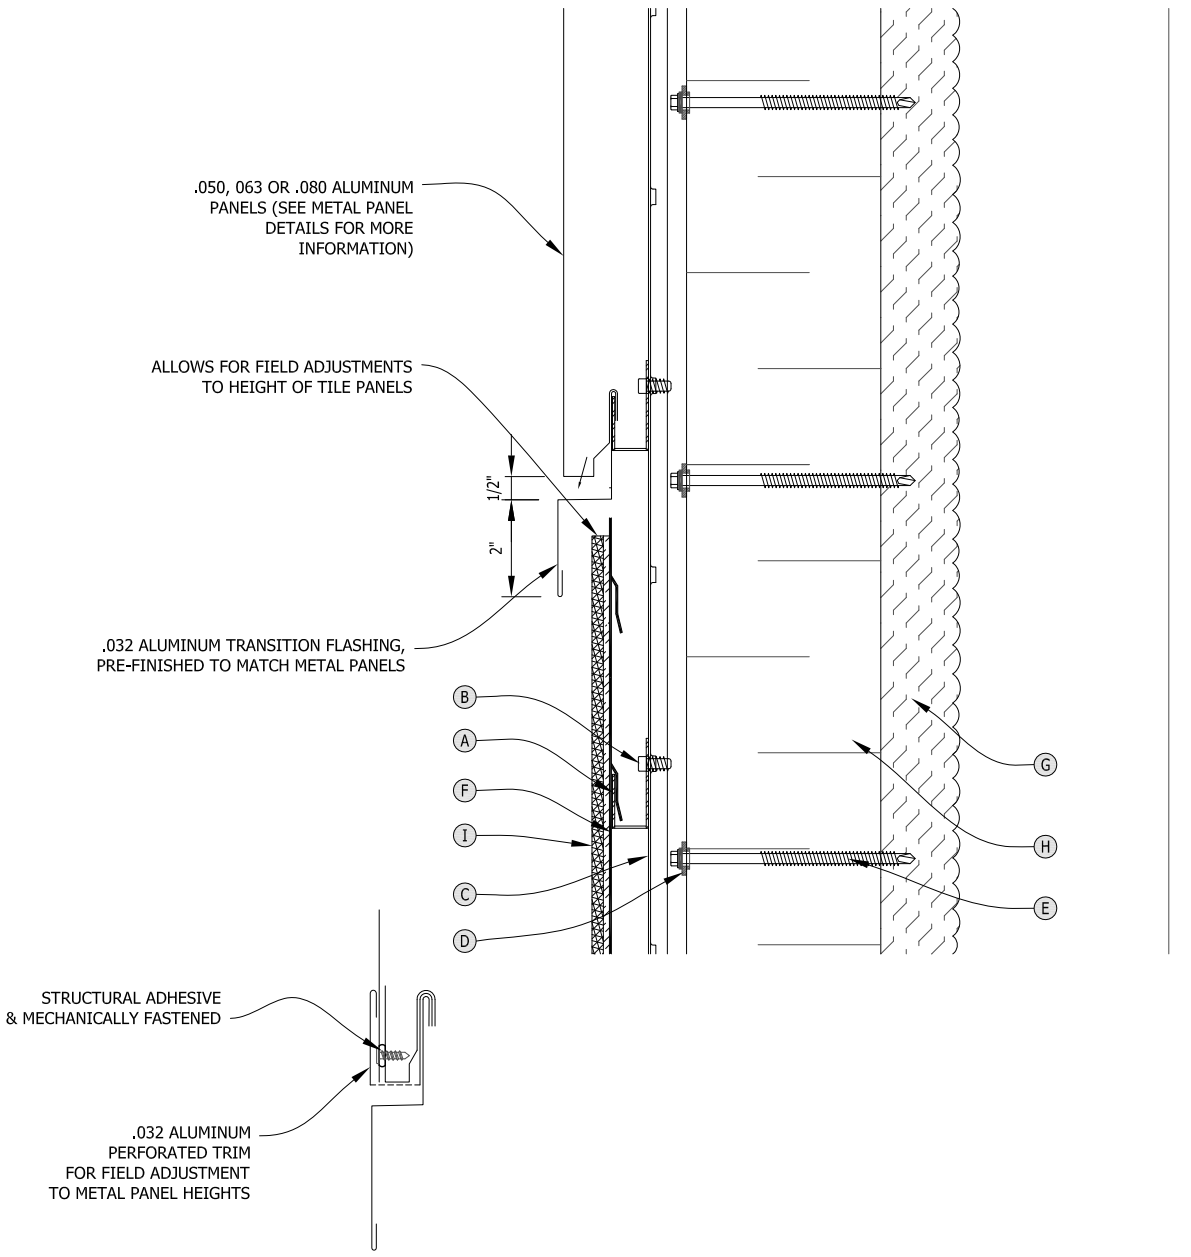 .050, 063 OR .080 ALUMINUM
PANELS (SEE METAL PANEL
DETAILS FOR MORE
INFORMATION)
ALLOWS FOR FIELD ADJUSTMENTS
TO HEIGHT OF TILE PANELS
1/2"
2"
.032 ALUMINUM TRANSITION FLASHING,
PRE-FINISHED TO MATCH METAL PANELS
B
A
F
I
C
D
G
H
E
STRUCTURAL ADHESIVE
& MECHANICALLY FASTENED
.032 ALUMINUM
PERFORATED TRIM
FOR FIELD ADJUSTMENT
TO METAL PANEL HEIGHTS